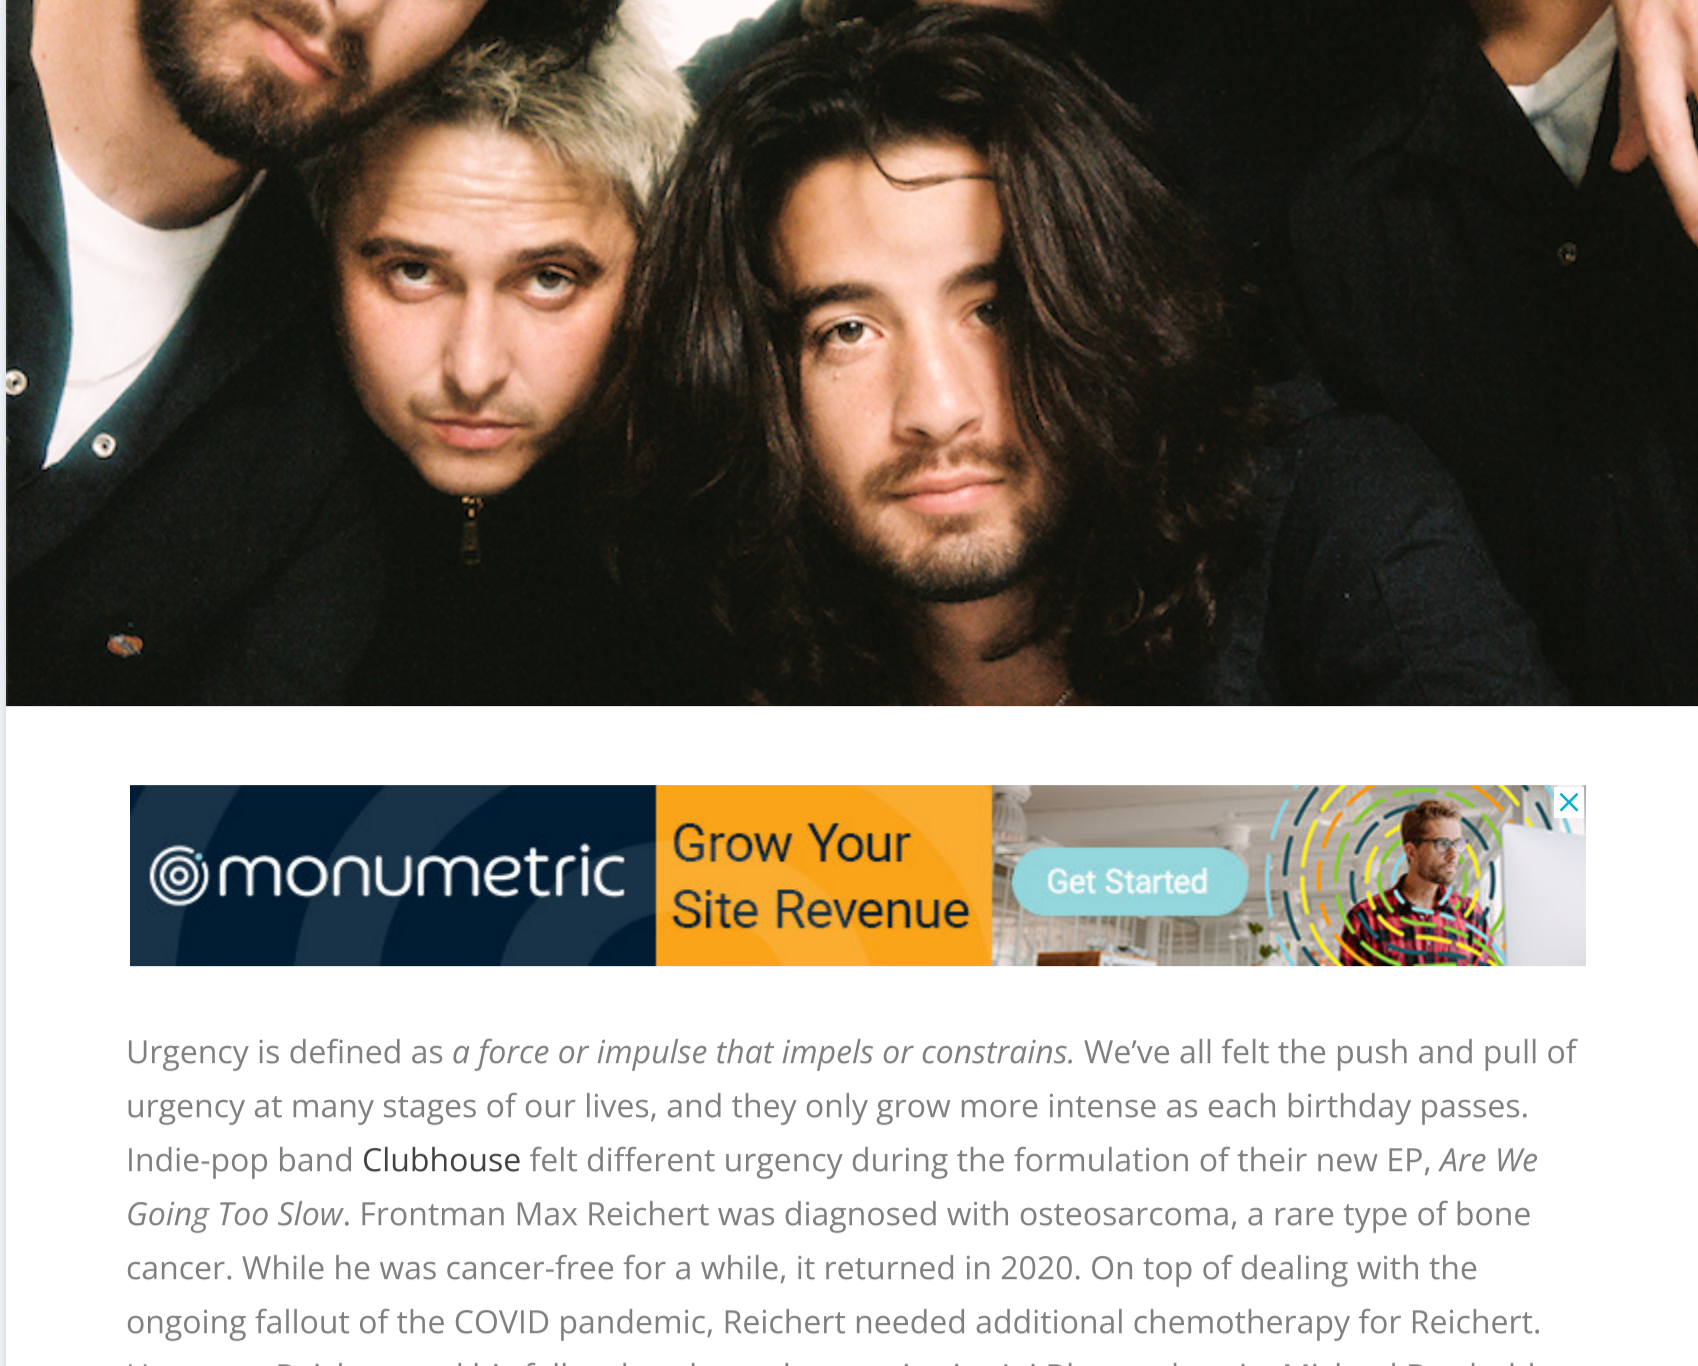 monumetric
Grow Your
Site Revenue
Get Started
Urgency is defined as a force or impulse that impels or constrains. We’ve all felt the push and pull of
urgency at many stages of our lives, and they only grow more intense as each birthday passes.
Indie-pop band Clubhouse felt different urgency during the formulation of their new EP, Are We
Going Too Slow. Frontman Max Reichert was diagnosed with osteosarcoma, a rare type of bone
cancer. While he was cancer-free for a while, it returned in 2020. On top of dealing with the
ongoing fallout of the COVID pandemic, Reichert needed additional chemotherapy for Reichert.